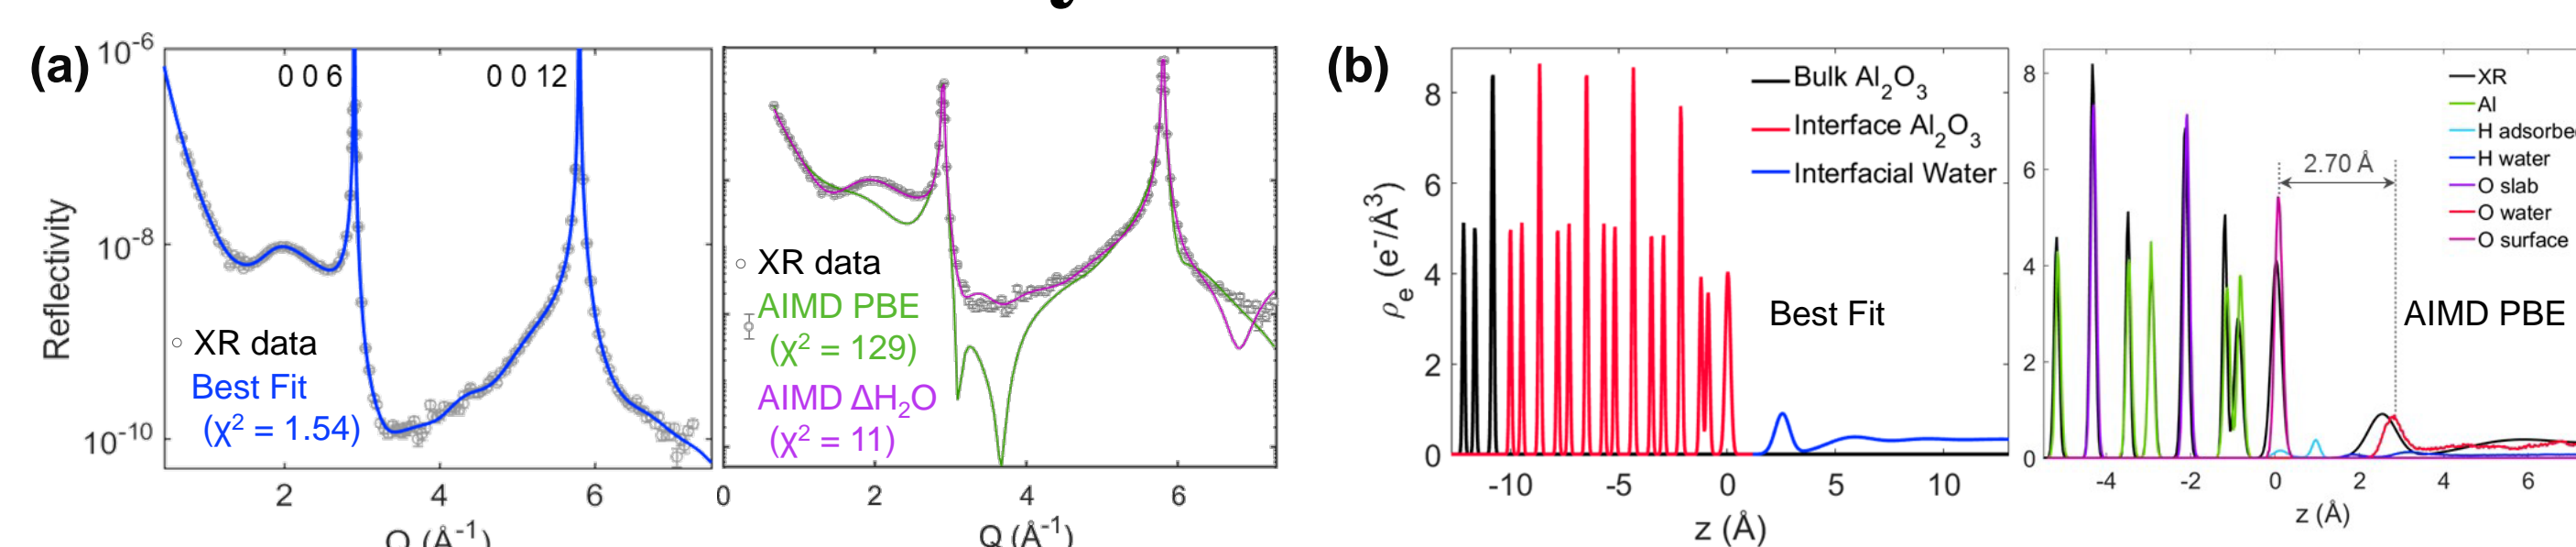 (a)
10-6
10-8
10-10
Reflectivity
0 0 6
0 0 12
○ XR data
Best Fit
(χ2 = 1.54)
2 4 6
Q (Å-1)
○ XR data
AIMD PBE
(χ2 = 129)
AIMD ΔH2O
(χ2 = 11)
0 2 4 6
Q (Å-1)
(b)
ρe (e-/Å3)
8
6
4
2
0
Bulk Al2O3
Interface Al2O3
Interfacial Water
Best Fit
-10 -5 0 5 10
z (Å)
8
6
4
2
0
XR
Al
H adsorbe
H water
O slab
O water
O surface
2.70 Å
AIMD PBE
-4 -2 0 2 4 6
z (Å)